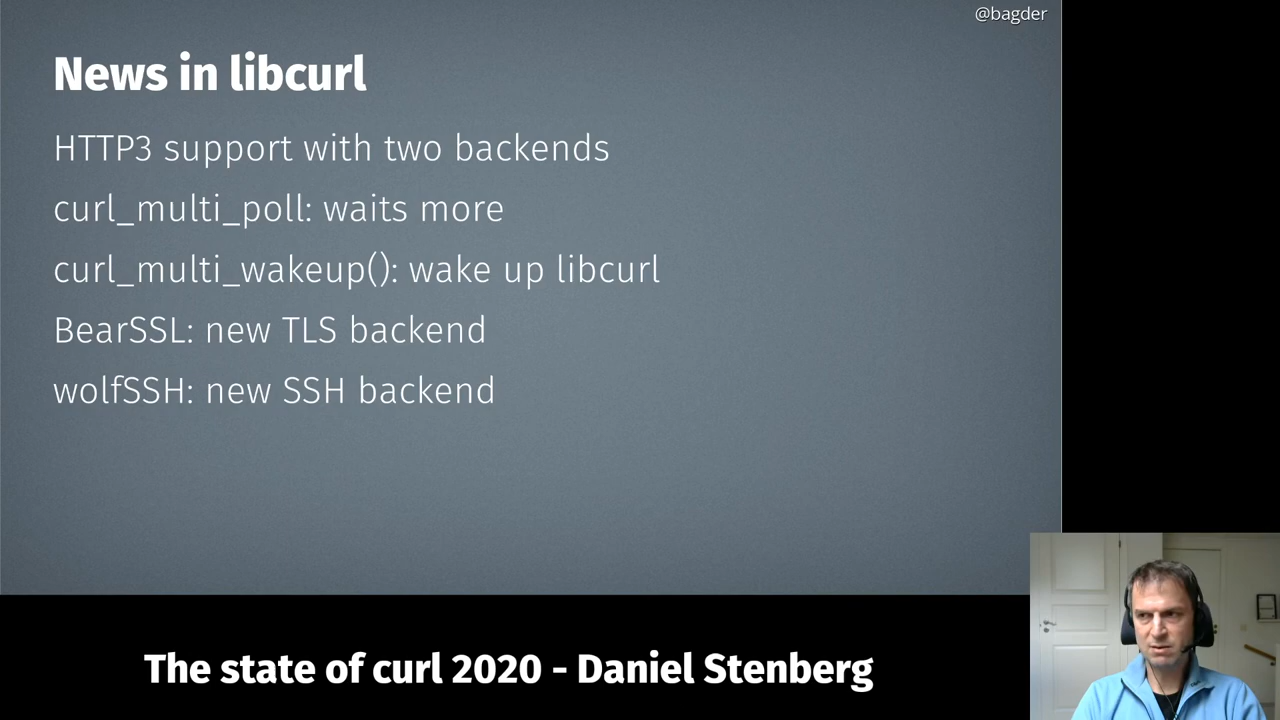 @bagder
News in libcurl
HTTP3 support with two backends
curl_multi_poll: waits more
curl_multi_wakeup(): wake up libcurl
BearSSL: new TLS backend
wolfSSH: new SSH backend
The state of curl 2020 - Daniel Stenberg